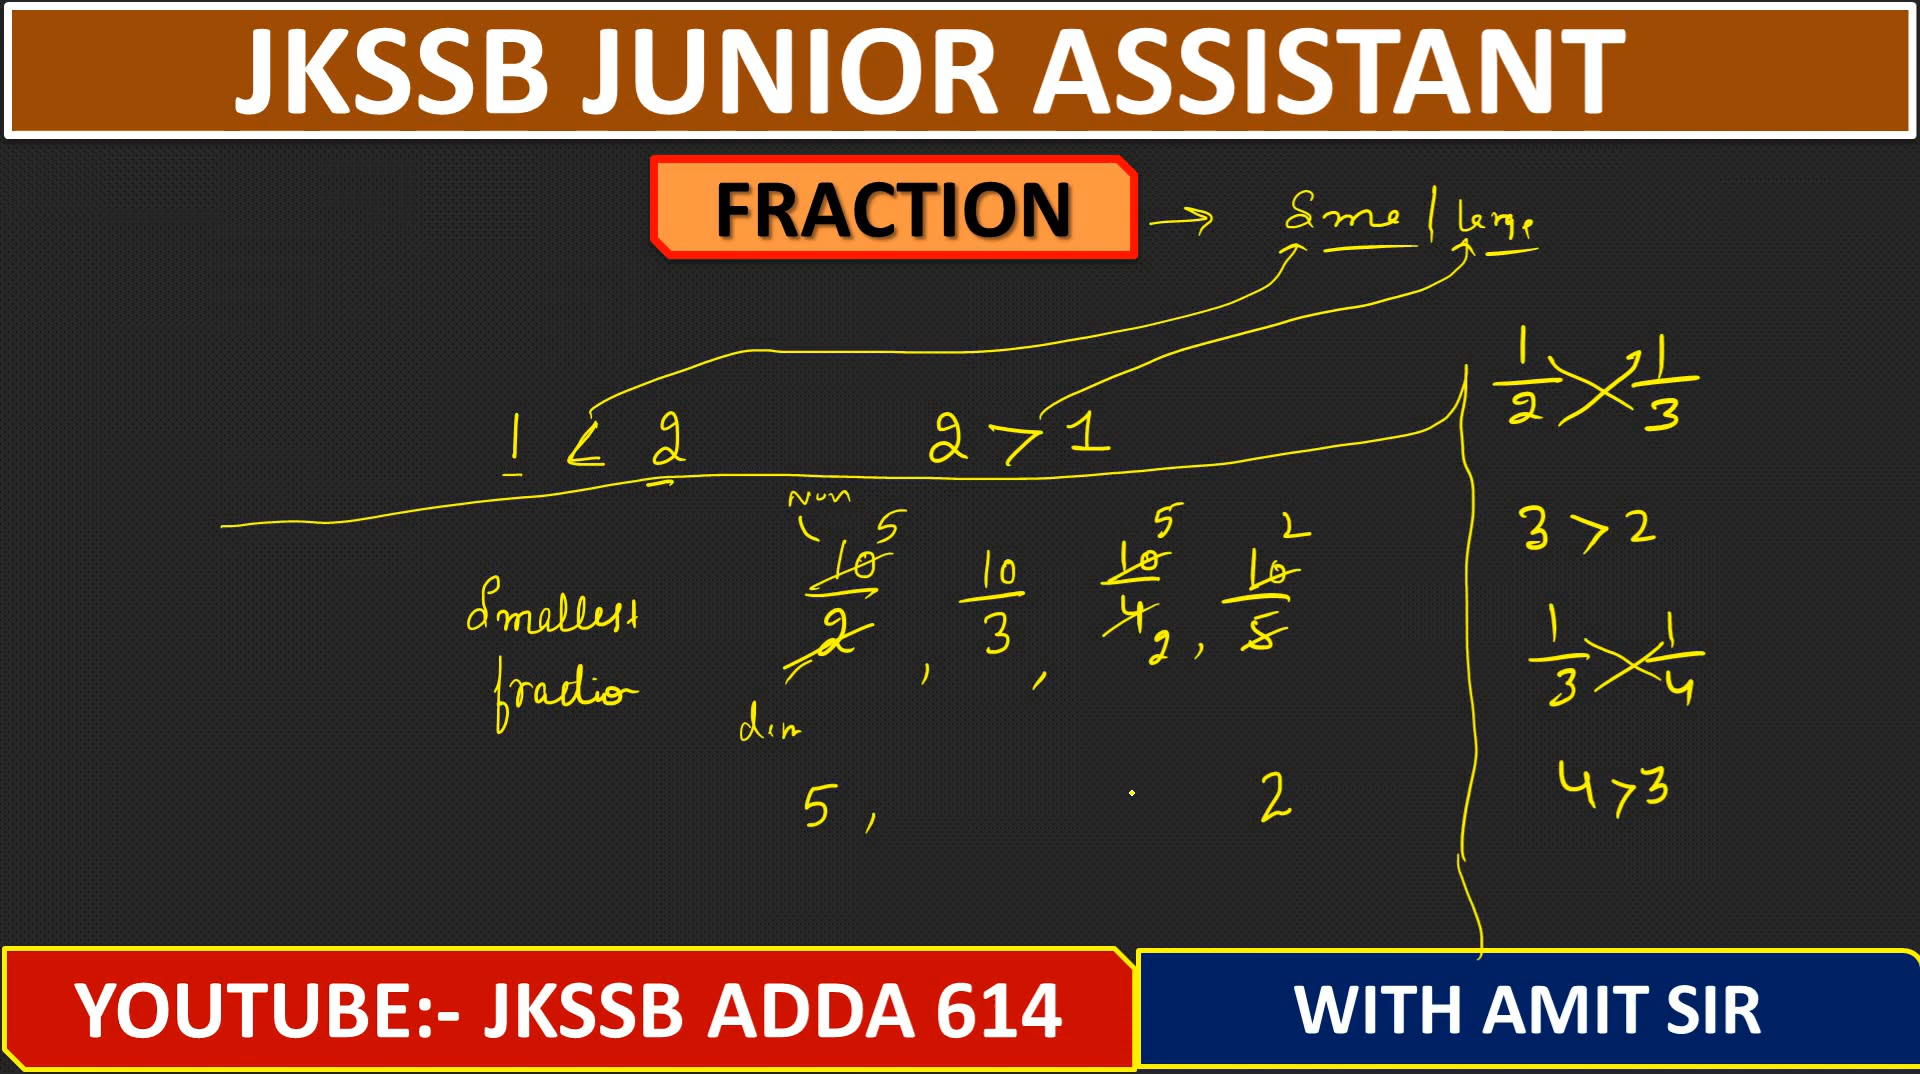 JKSSB JUNIOR ASSISTANT
FRACTION → Sme / large
1 < 2 2 > 1
1/2 1/3
3 > 2
Num
Smallest fraction
10/2 5 , 10/3 , 10/4 5 2 , 10/5 2
1/3 1/4
den
5 , 2
4 > 3
YOUTUBE:- JKSSB ADDA 614
WITH AMIT SIR